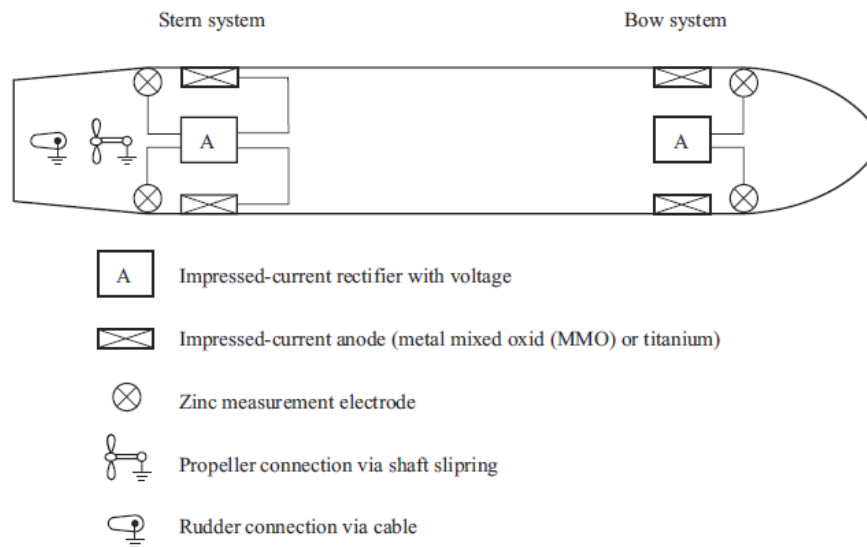 Stern system
Bow system
A
A
A
Impressed-current rectifier with voltage
Impressed-current anode (metal mixed oxid (MMO) or titanium)
Zinc measurement electrode
Propeller connection via shaft slipring
Rudder connection via cable